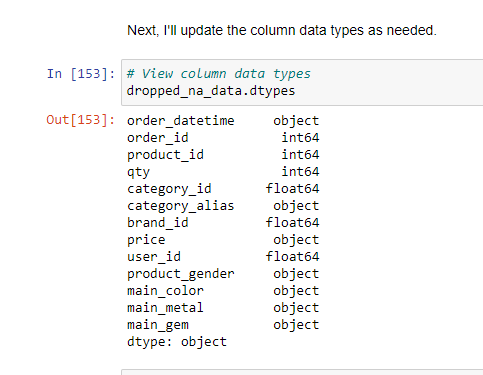 Next, I'll update the column data types as needed.
In [153]: # View column data types
dropped_na_data.dtypes
Out[153]: order_datetime object
order_id int64
product_id int64
qty int64
category_id float64
category_alias object
brand_id float64
price object
user_id float64
product_gender object
main_color object
main_metal object
main_gem object
dtype: object